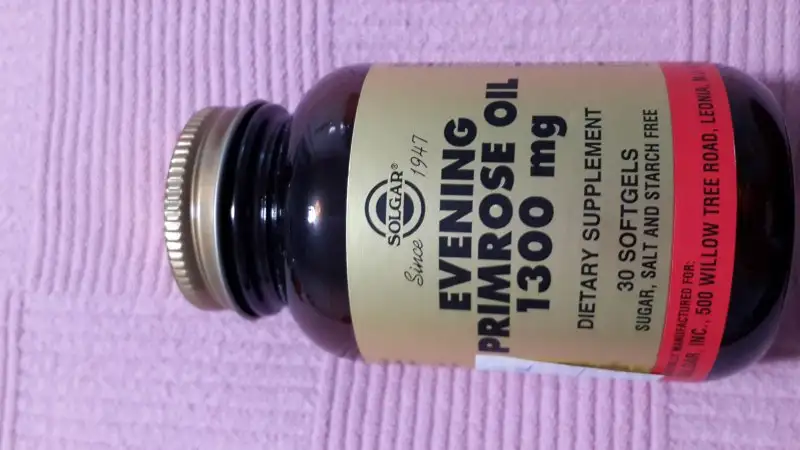 SOLGAR®
Since 1947
EVENING
PRIMROSE OIL
1300 mg
DIETARY SUPPLEMENT
30 SOFTGELS
SUGAR, SALT AND STARCH FREE
MANUFACTURED FOR:
INC., 500 WILLOW TREE ROAD, LEONIA,